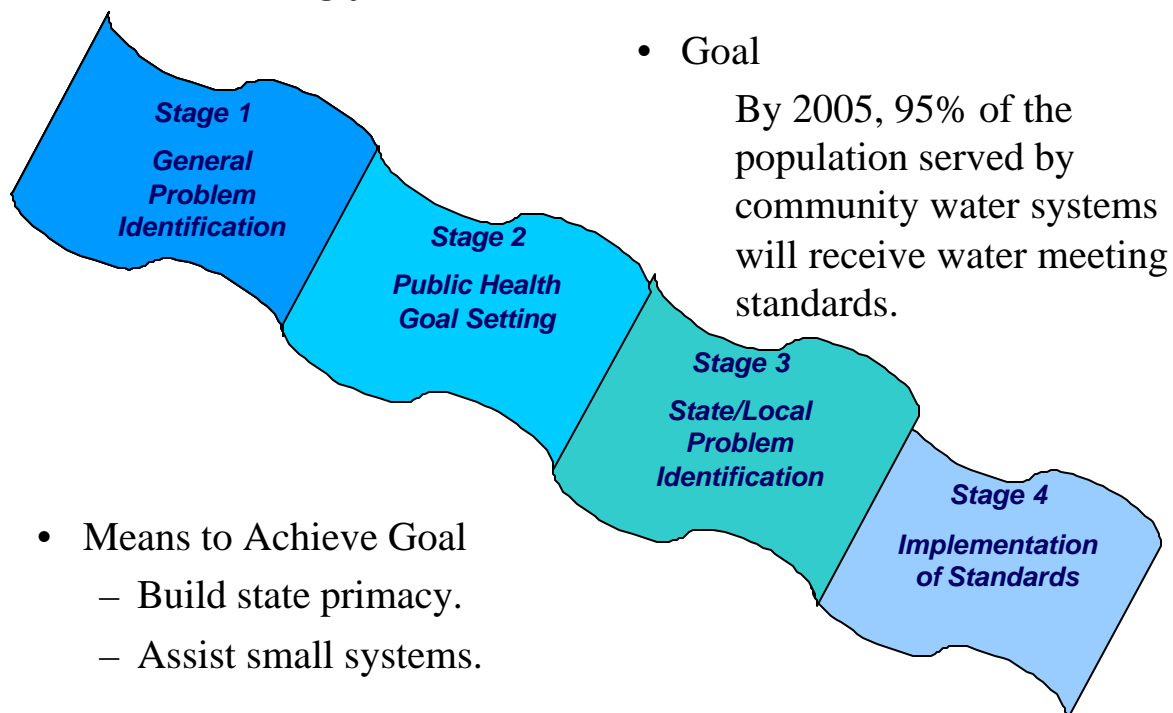 • Goal
By 2005, 95% of the
population served by
community water systems
will receive water meeting
standards.
Stage 1
General
Problem
Identification
Stage 2
Public Health
Goal Setting
Stage 3
State/Local
Problem
Identification
Stage 4
Implementation
of Standards
• Means to Achieve Goal
– Build state primacy.
– Assist small systems.